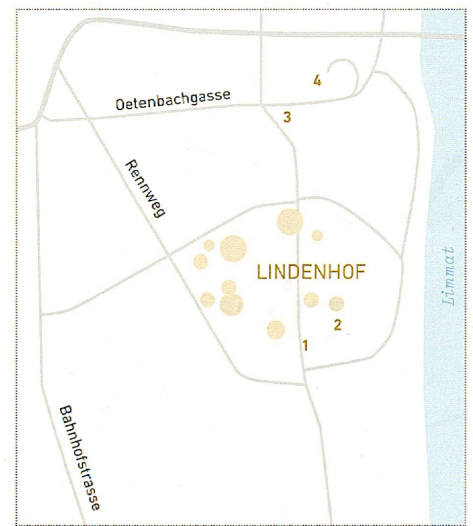 4
Oetenbachgasse
3
Rennweg
LINDENHOF
Limmat
2
1
Bahnhofstrasse